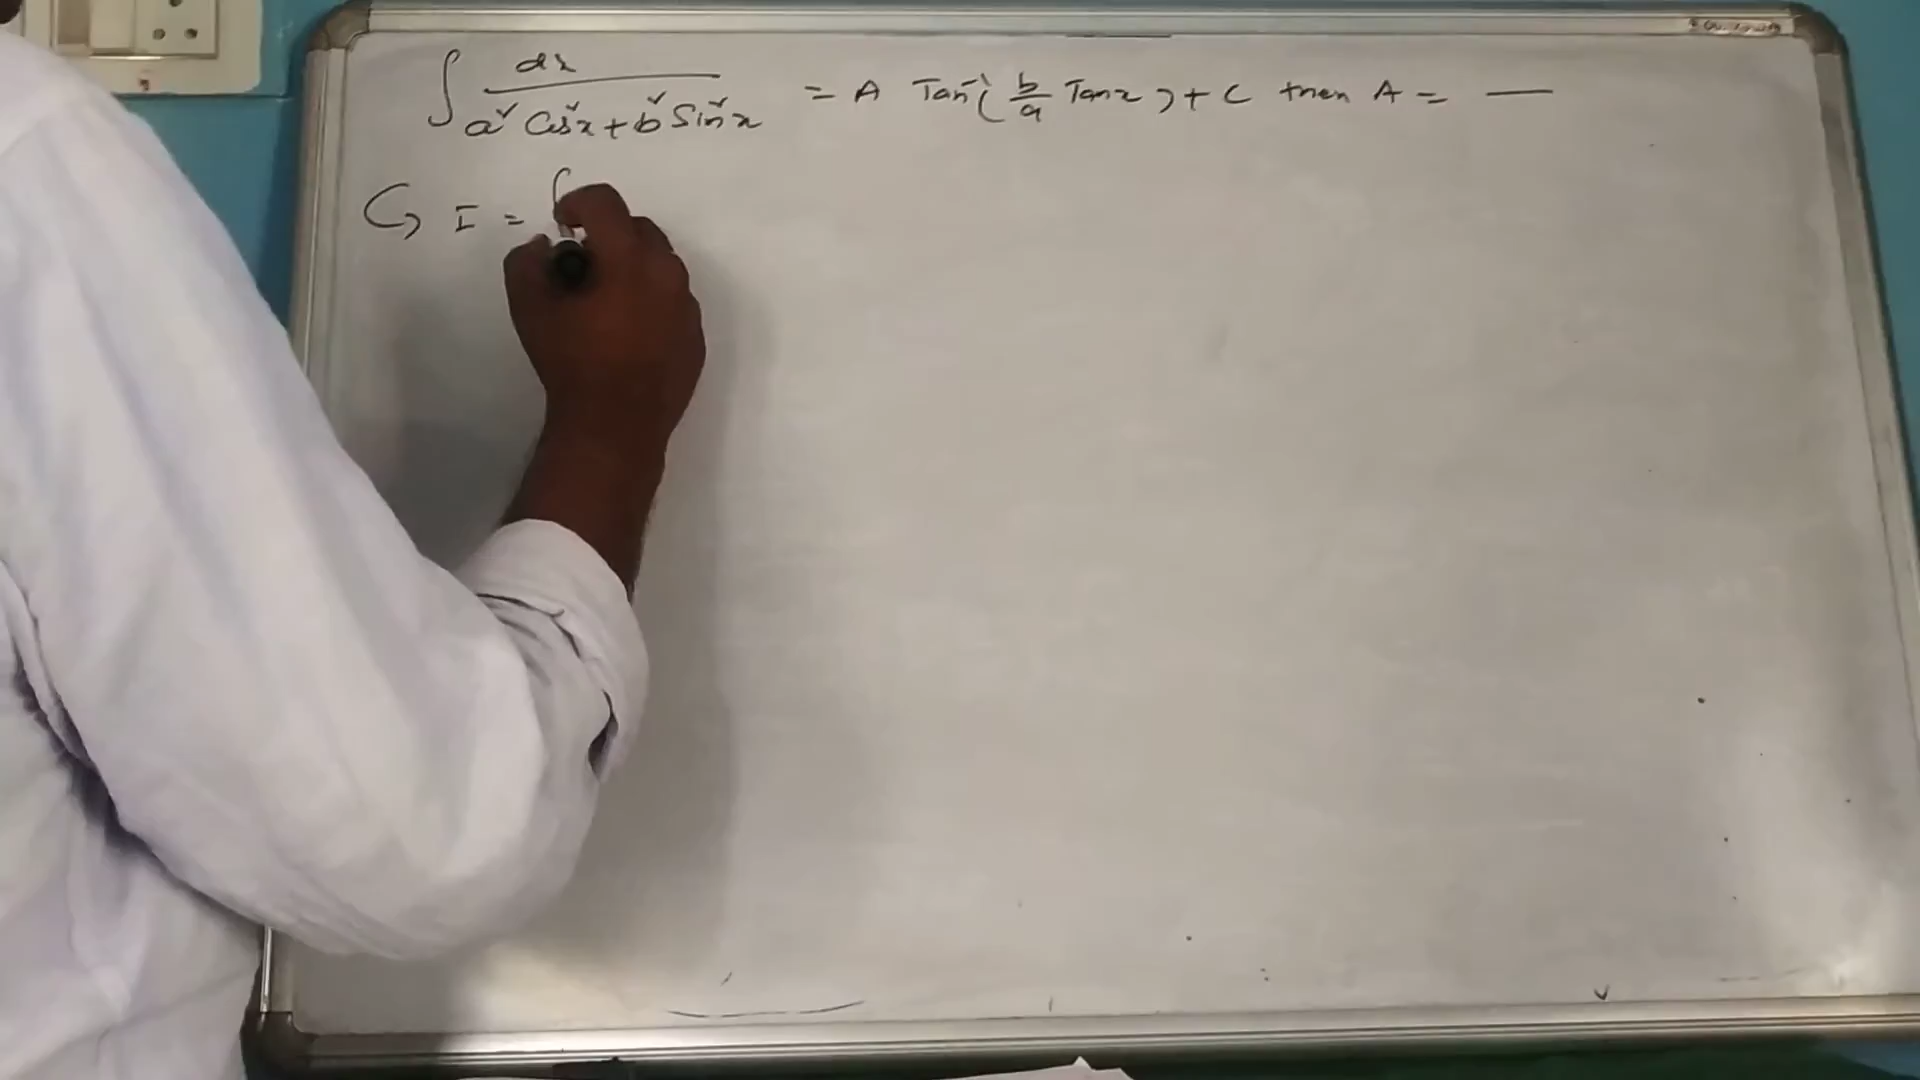 ∫ dx / (a² Cos²x + b² Sin²x) = A Tan⁻¹( b/a Tanx ) + C then A = —
I = ∫